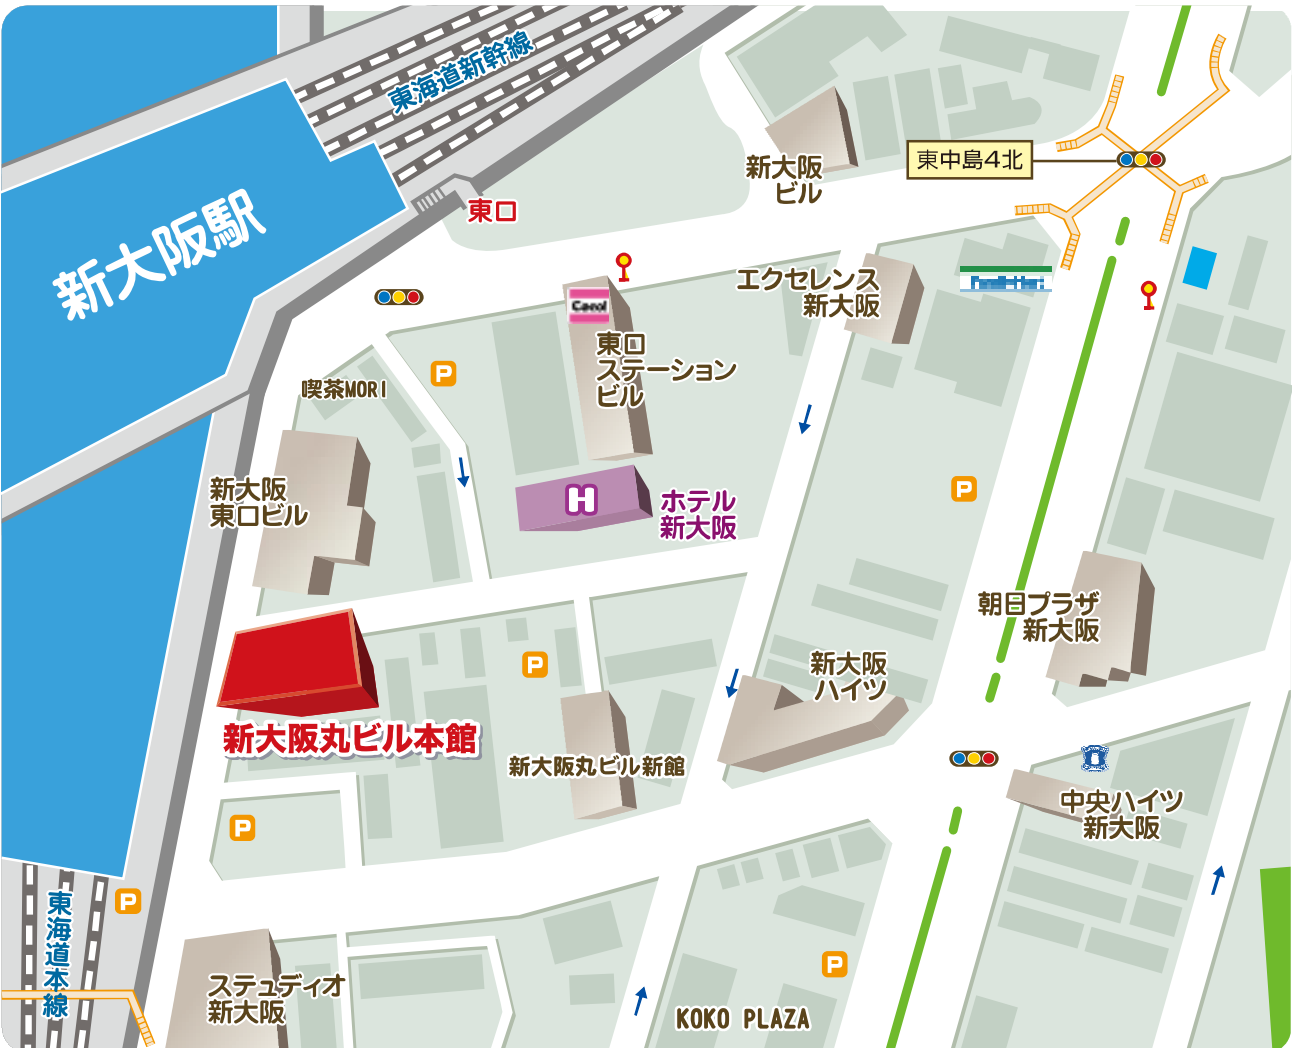 東海道新幹線
新大阪駅
東口
新大阪
ビル
東中島4北
エクセレンス
新大阪
Carol
東口
ステーション
ビル
P
喫茶MORI
新大阪
東口ビル
H
ホテル
新大阪
P
朝日プラザ
新大阪
新大阪
ハイツ
P
新大阪丸ビル本館
新大阪丸ビル新館
中央ハイツ
新大阪
P
P
東海道本線
ステュディオ
新大阪
P
KOKO PLAZA